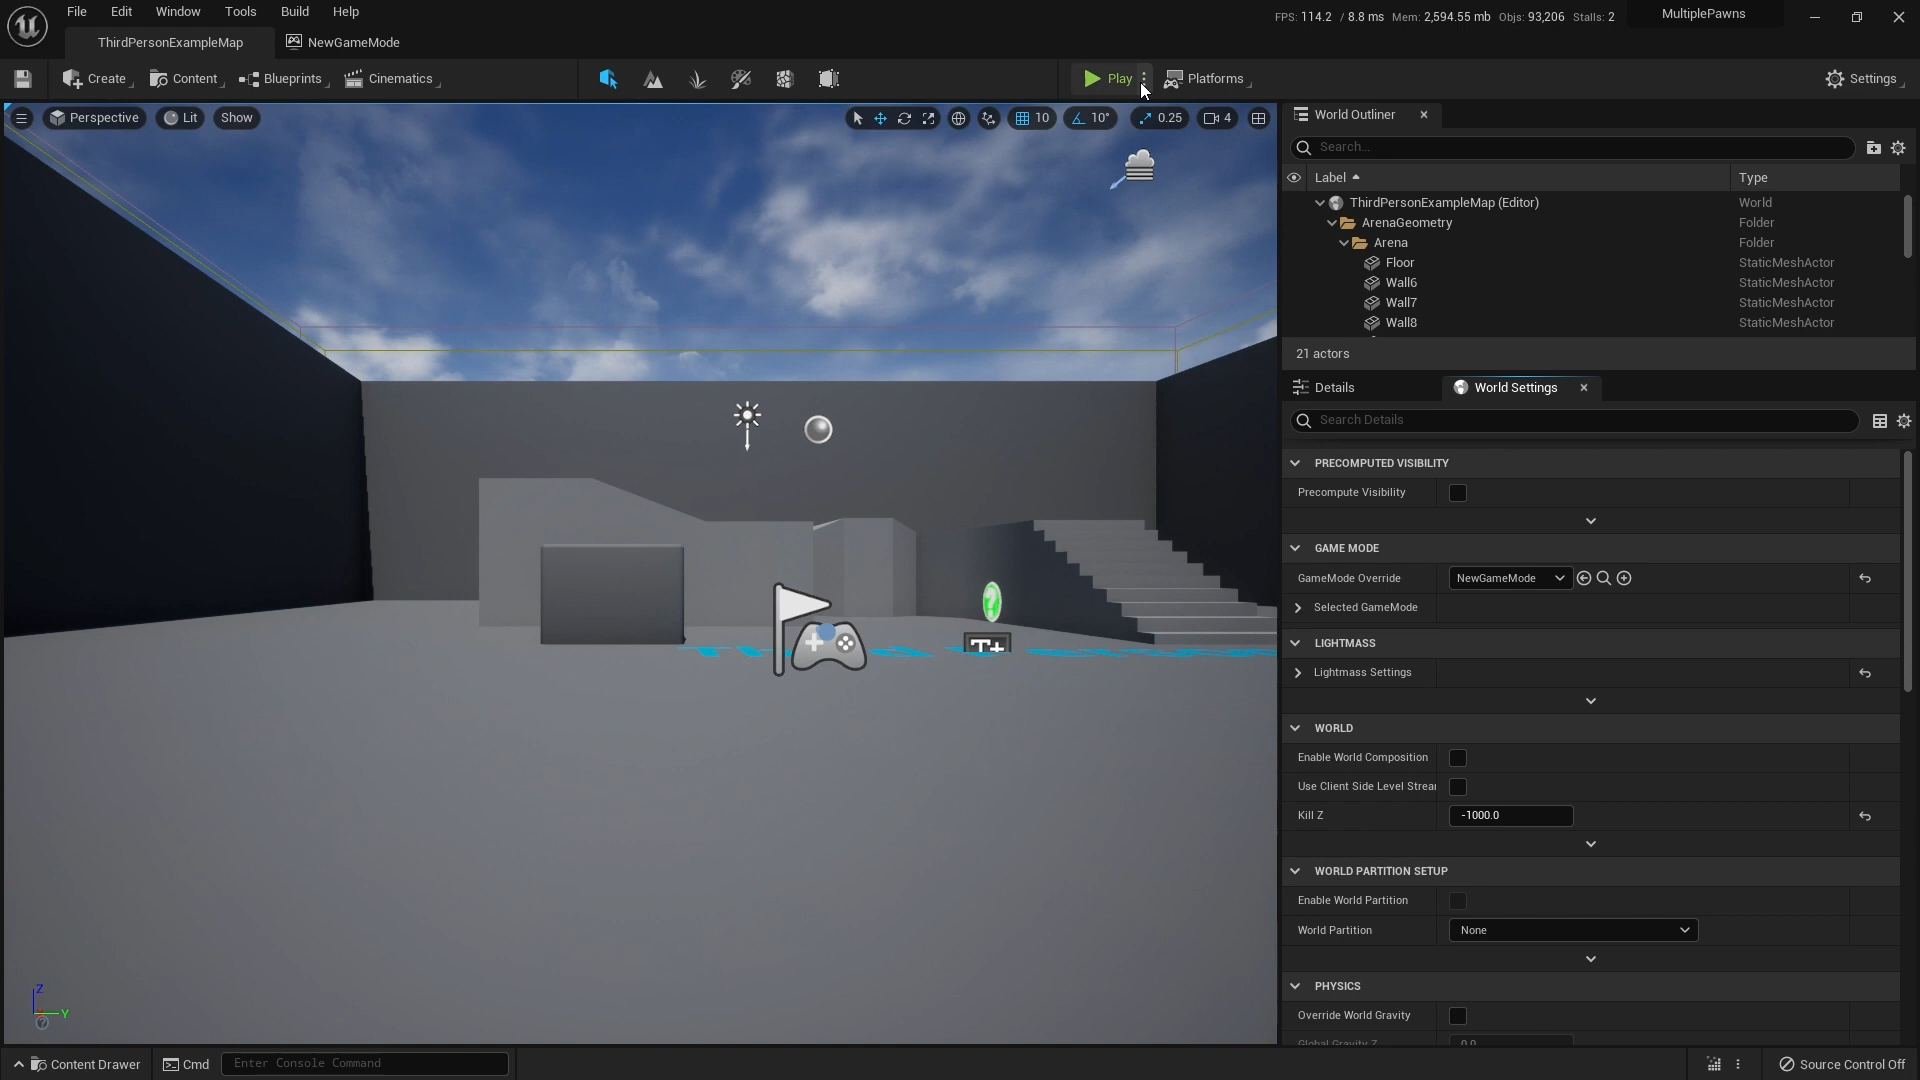 File Edit Window Tools Build Help
FPS: 114.2 / 8.8 ms Mem: 2,594.55 mb Objs: 93,206 Stalls: 2
MultiplePawns
ThirdPersonExampleMap
NewGameMode
Create Content Blueprints Cinematics
Play Platforms
Settings
Perspective Lit Show
10 10° 0.25 4
World Outliner
Search...
Label Type
ThirdPersonExampleMap (Editor) World
ArenaGeometry Folder
Arena Folder
Floor StaticMeshActor
Wall6 StaticMeshActor
Wall7 StaticMeshActor
Wall8 StaticMeshActor
21 actors
Details World Settings
Search Details
PRECOMPUTED VISIBILITY
Precompute Visibility
GAME MODE
GameMode Override NewGameMode
Selected GameMode
LIGHTMASS
Lightmass Settings
WORLD
Enable World Composition
Use Client Side Level Strear
Kill Z -1000.0
WORLD PARTITION SETUP
Enable World Partition
World Partition None
PHYSICS
Override World Gravity
Global Gravity Z 0.0
T+
Z
Y
Content Drawer Cmd Enter Console Command
Source Control Off